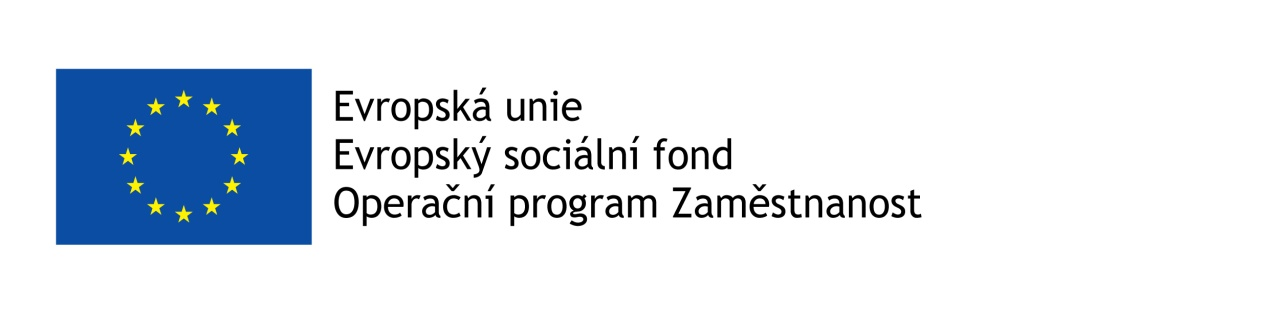 Evropská unie
Evropský sociální fond
Operační program Zaměstnanost